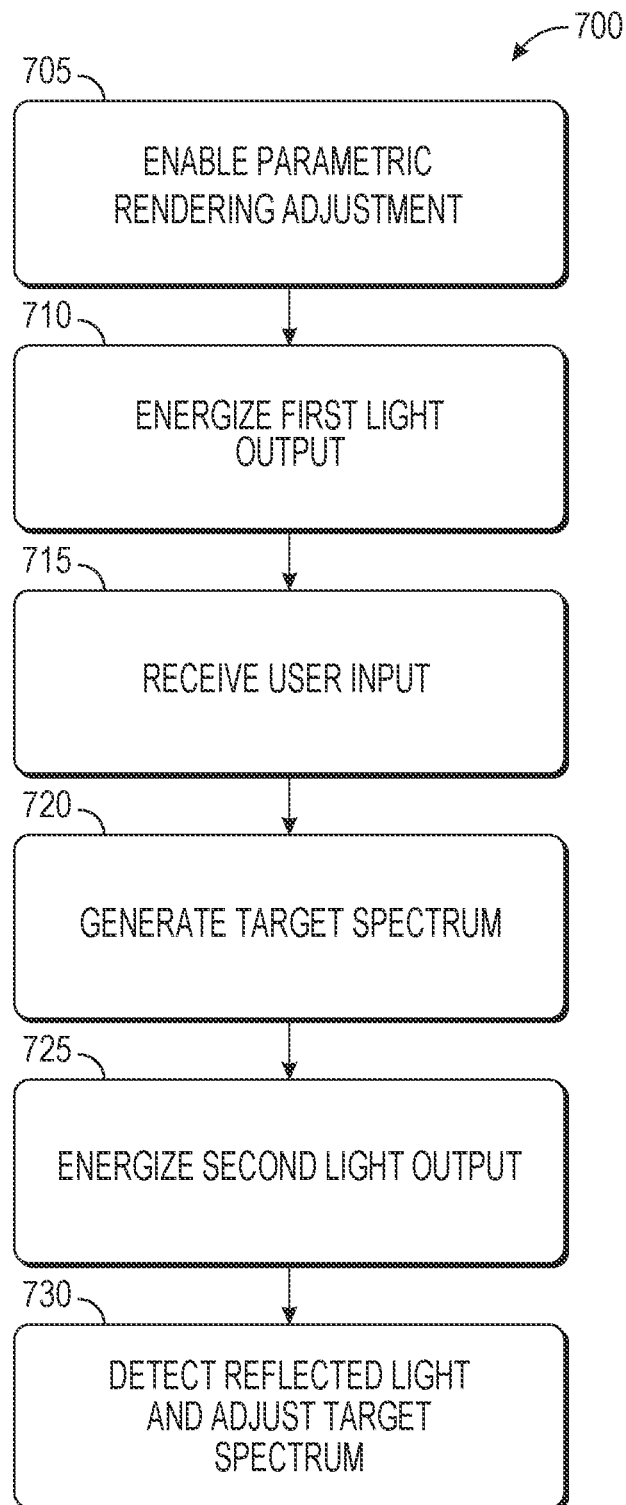 700
705
ENABLE PARAMETRIC
RENDERING ADJUSTMENT
710
ENERGIZE FIRST LIGHT
OUTPUT
715
RECEIVE USER INPUT
720
GENERATE TARGET SPECTRUM
725
ENERGIZE SECOND LIGHT OUTPUT
730
DETECT REFLECTED LIGHT
AND ADJUST TARGET
SPECTRUM